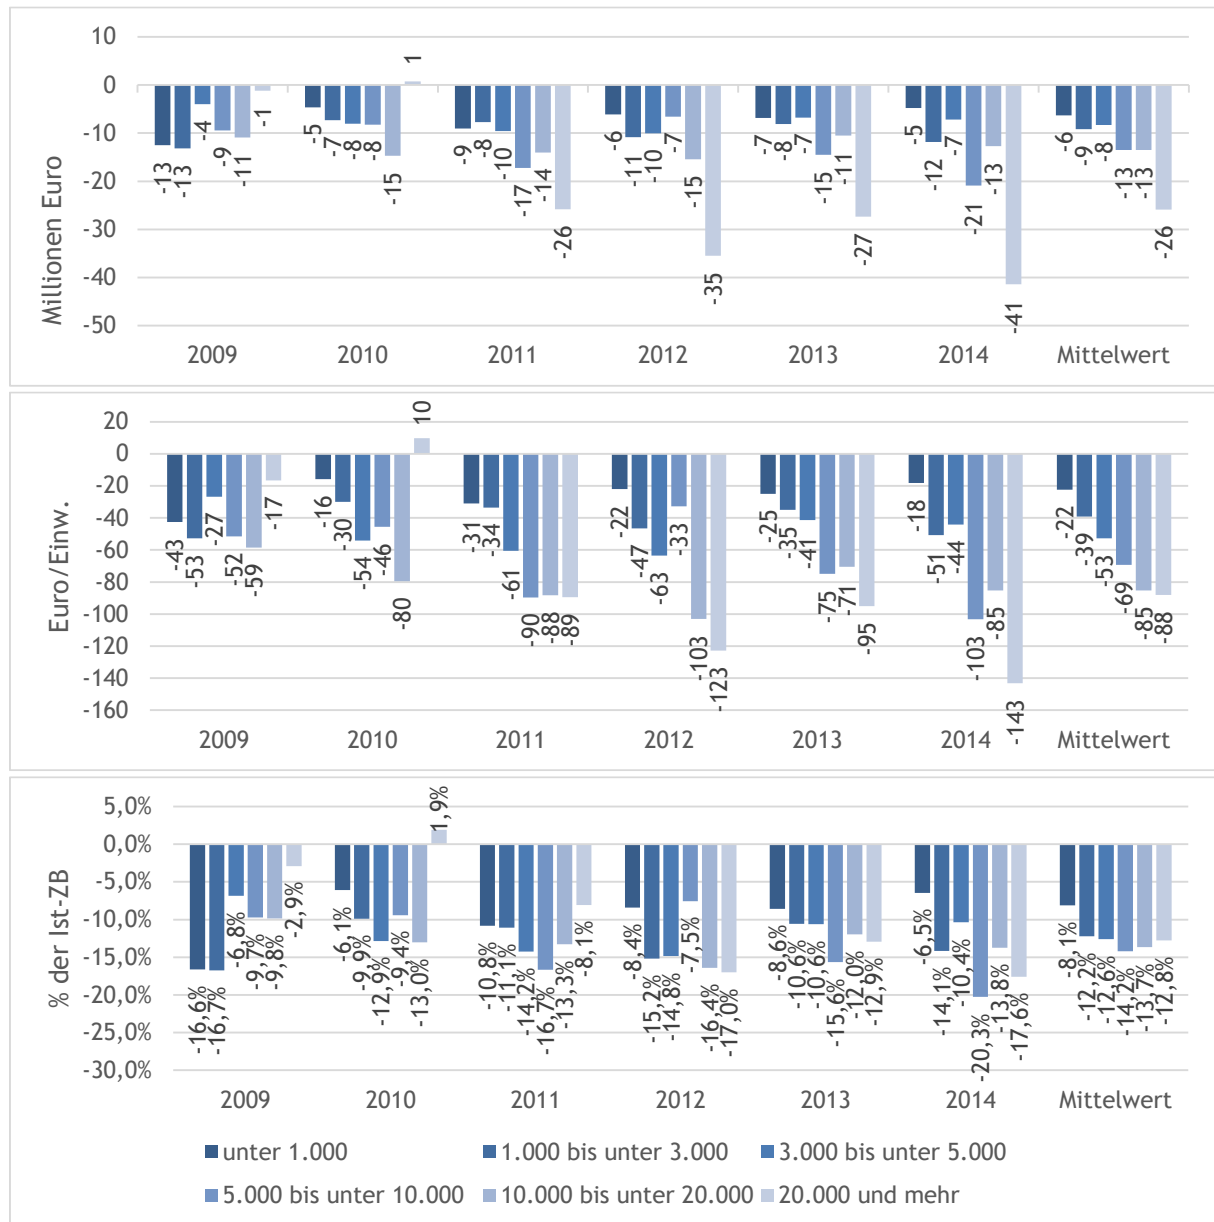 Millionen Euro
10
0
-10
-20
-30
-40
-50
-13 -13 -4 -9 -11 -1
-5 -7 -8 -8 -15 1
-9 -8 -10 -17 -14 -26
-6 -11 -10 -7 -15 -35
-7 -8 -7 -15 -11 -27
-5 -12 -7 -21 -13 -41
-6 -9 -8 -13 -13 -26
2009 2010 2011 2012 2013 2014 Mittelwert
Euro/Einw.
20
0
-20
-40
-60
-80
-100
-120
-140
-160
-43 -53 -27 -52 -59 -17
-16 -30 -54 -46 -80 10
-31 -34 -61 -90 -88 -89
-22 -47 -63 -33 -103 -123
-25 -35 -41 -75 -71 -95
-18 -51 -44 -103 -85 -143
-22 -39 -53 -69 -85 -88
2009 2010 2011 2012 2013 2014 Mittelwert
% der Ist-ZB
5,0%
0,0%
-5,0%
-10,0%
-15,0%
-20,0%
-25,0%
-30,0%
-16,6% -16,7% -6,8% -9,7% -9,8% -2,9%
-6,1% -9,9% -12,9% -9,4% -13,0% 1,9%
-10,8% -11,1% -14,2% -16,7% -13,3% -8,1%
-8,4% -15,2% -14,8% -7,5% -16,4% -17,0%
-8,6% -10,6% -10,6% -15,6% -12,0% -12,9%
-6,5% -14,1% -10,4% -20,3% -13,8% -17,6%
-8,1% -12,2% -12,6% -14,2% -13,7% -12,8%
2009 2010 2011 2012 2013 2014 Mittelwert
unter 1.000 1.000 bis unter 3.000 3.000 bis unter 5.000
5.000 bis unter 10.000 10.000 bis unter 20.000 20.000 und mehr